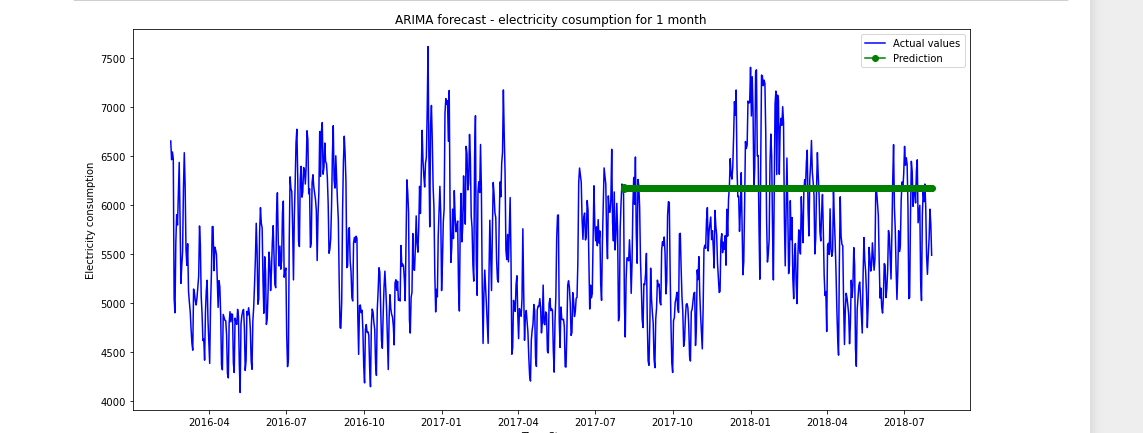 ARIMA forecast - electricity cosumption for 1 month
Actual values
Prediction
Electricity consumption
7500
7000
6500
6000
5500
5000
4500
4000
2016-04 2016-07 2016-10 2017-01 2017-04 2017-07 2017-10 2018-01 2018-04 2018-07